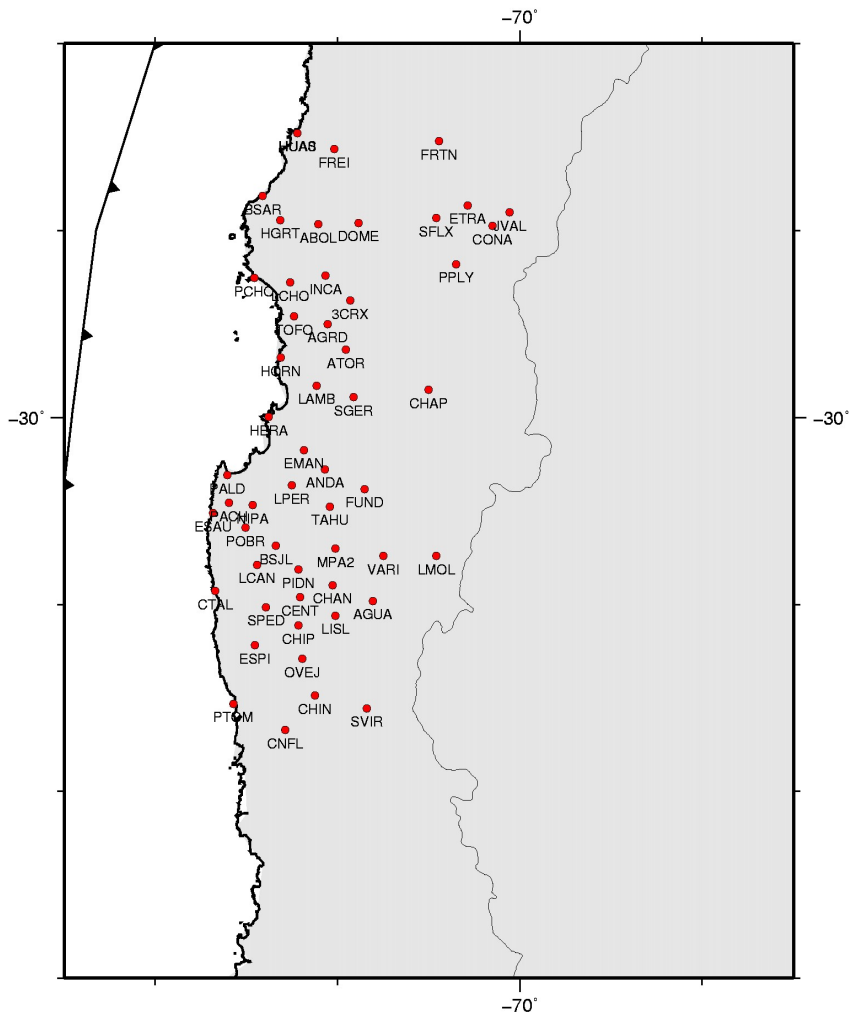 −70°
FREI
FRTN
BSAR
ETRA
JVAL
SFLX
HGRT
ABOL
DOME
CONA
PPLY
INCA
PCHO
LCHO
3CRX
TOFO
AGRD
ATOR
HORN
LAMB
CHAP
SGER
−30°
−30°
HERA
EMAN
ANDA
PALD
LPER
FUND
PACH
HIPA
TAHU
ESAU
POBR
BSJL
MPA2
VARI
LMOL
LCAN
PIDN
CHAN
CTAL
CENT
AGUA
SPED
LISL
CHIP
ESPI
OVEJ
CHIN
PTOM
SVIR
CNFL
−70°